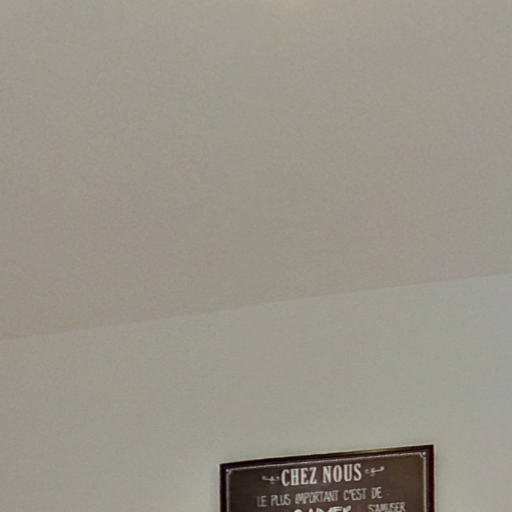 CHEZ NOUS
LE PLUS IMPORTANT C'EST DE
S'AMUSER